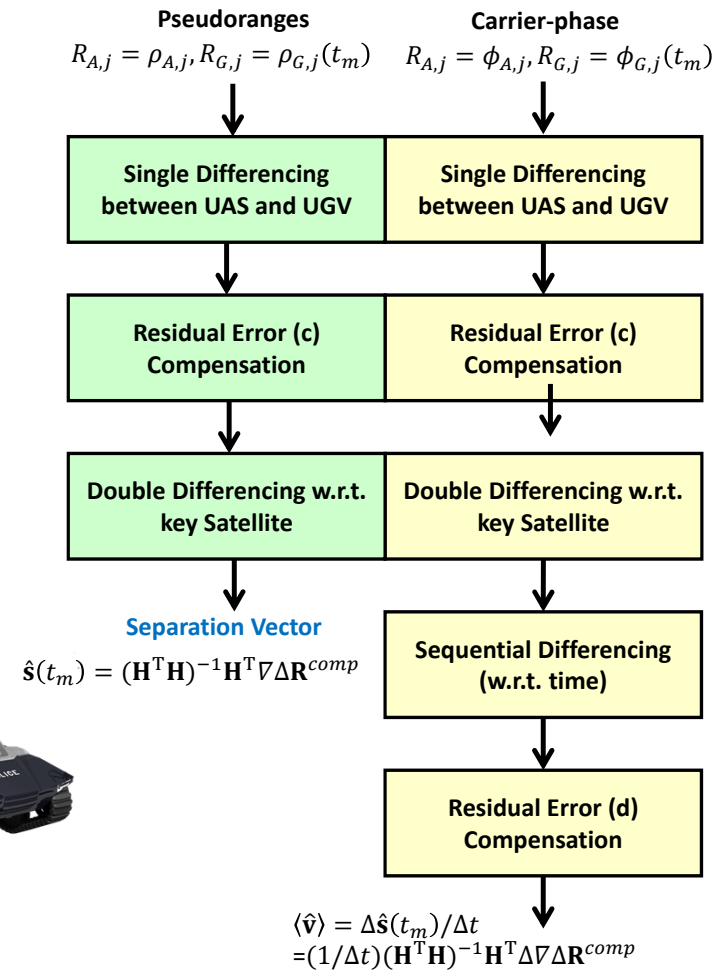 Pseudoranges
R_{A,j} = ρ_{A,j}, R_{G,j} = ρ_{G,j}(t_m)
Single Differencing
between UAS and UGV
Residual Error (c)
Compensation
Double Differencing w.r.t.
key Satellite
Separation Vector
ŝ(t_m) = (H^T H)^{-1} H^T ∇ΔR^{comp}
Carrier-phase
R_{A,j} = ϕ_{A,j}, R_{G,j} = ϕ_{G,j}(t_m)
Single Differencing
between UAS and UGV
Residual Error (c)
Compensation
Double Differencing w.r.t.
key Satellite
Sequential Differencing
(w.r.t. time)
Residual Error (d)
Compensation
⟨v̂⟩ = Δŝ(t_m)/Δt
=(1/Δt)(H^T H)^{-1} H^T Δ∇ΔR^{comp}